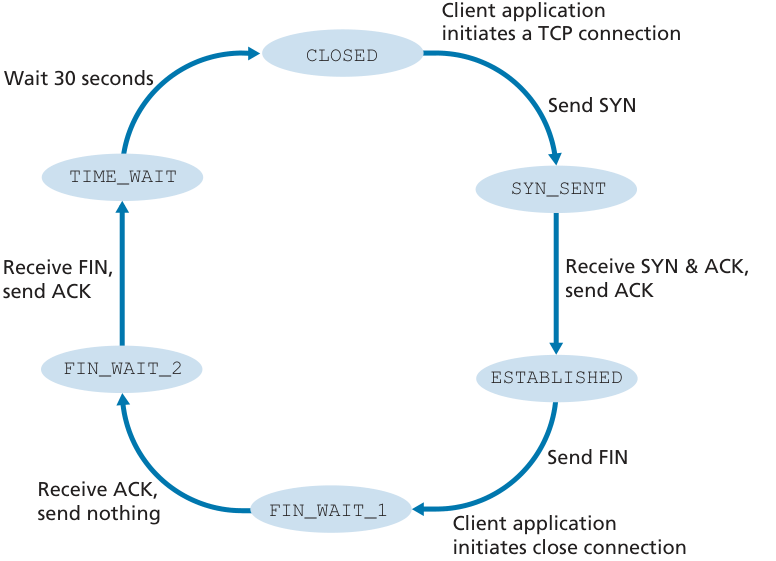 Client application
initiates a TCP connection
CLOSED
Wait 30 seconds
Send SYN
TIME_WAIT
SYN_SENT
Receive FIN,
send ACK
Receive SYN & ACK,
send ACK
FIN_WAIT_2
ESTABLISHED
Send FIN
Receive ACK,
send nothing
FIN_WAIT_1
Client application
initiates close connection